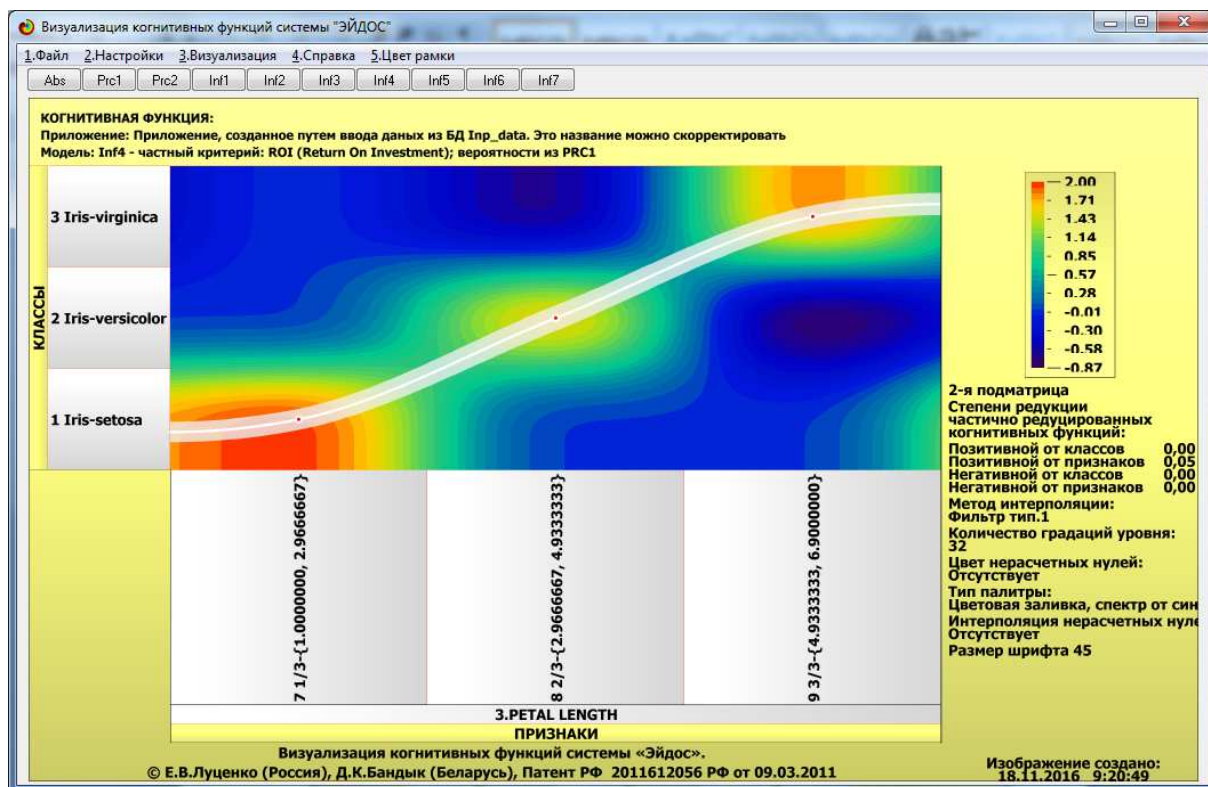 Визуализация когнитивных функций системы "ЭЙДОС"
1.Файл 2.Настройки 3.Визуализация 4.Справка 5.Цвет рамки
Abs Prc1 Prc2 Inf1 Inf2 Inf3 Inf4 Inf5 Inf6 Inf7
КОГНИТИВНАЯ ФУНКЦИЯ:
Приложение: Приложение, созданное путем ввода даных из БД Inp_data. Это название можно скорректировать
Модель: Inf4 - частный критерий: ROI (Return On Investment); вероятности из PRC1
КЛАССЫ
3 Iris-virginica
2 Iris-versicolor
1 Iris-setosa
2.00
1.71
1.43
1.14
0.85
0.57
0.28
-0.01
-0.30
-0.58
-0.87
2-я подматрица
Степени редукции
частично редуцированных
когнитивных функций:
Позитивной от классов 0,00
Позитивной от признаков 0,05
Негативной от классов 0,00
Негативной от признаков 0,00
Метод интерполяции:
Фильтр тип.1
Количество градаций уровня:
32
Цвет нерасчетных нулей:
Отсутствует
Тип палитры:
Цветовая заливка, спектр от син
Интерполяция нерасчетных нуле
Отсутствует
Размер шрифта 45
7 1/3-{1.0000000, 2.9666667}
8 2/3-{2.9666667, 4.9333333}
9 3/3-{4.9333333, 6.9000000}
3.PETAL LENGTH
ПРИЗНАКИ
Визуализация когнитивных функций системы «Эйдос».
© Е.В.Луценко (Россия), Д.К.Бандык (Беларусь), Патент РФ 2011612056 РФ от 09.03.2011
Изображение создано:
18.11.2016 9:20:49